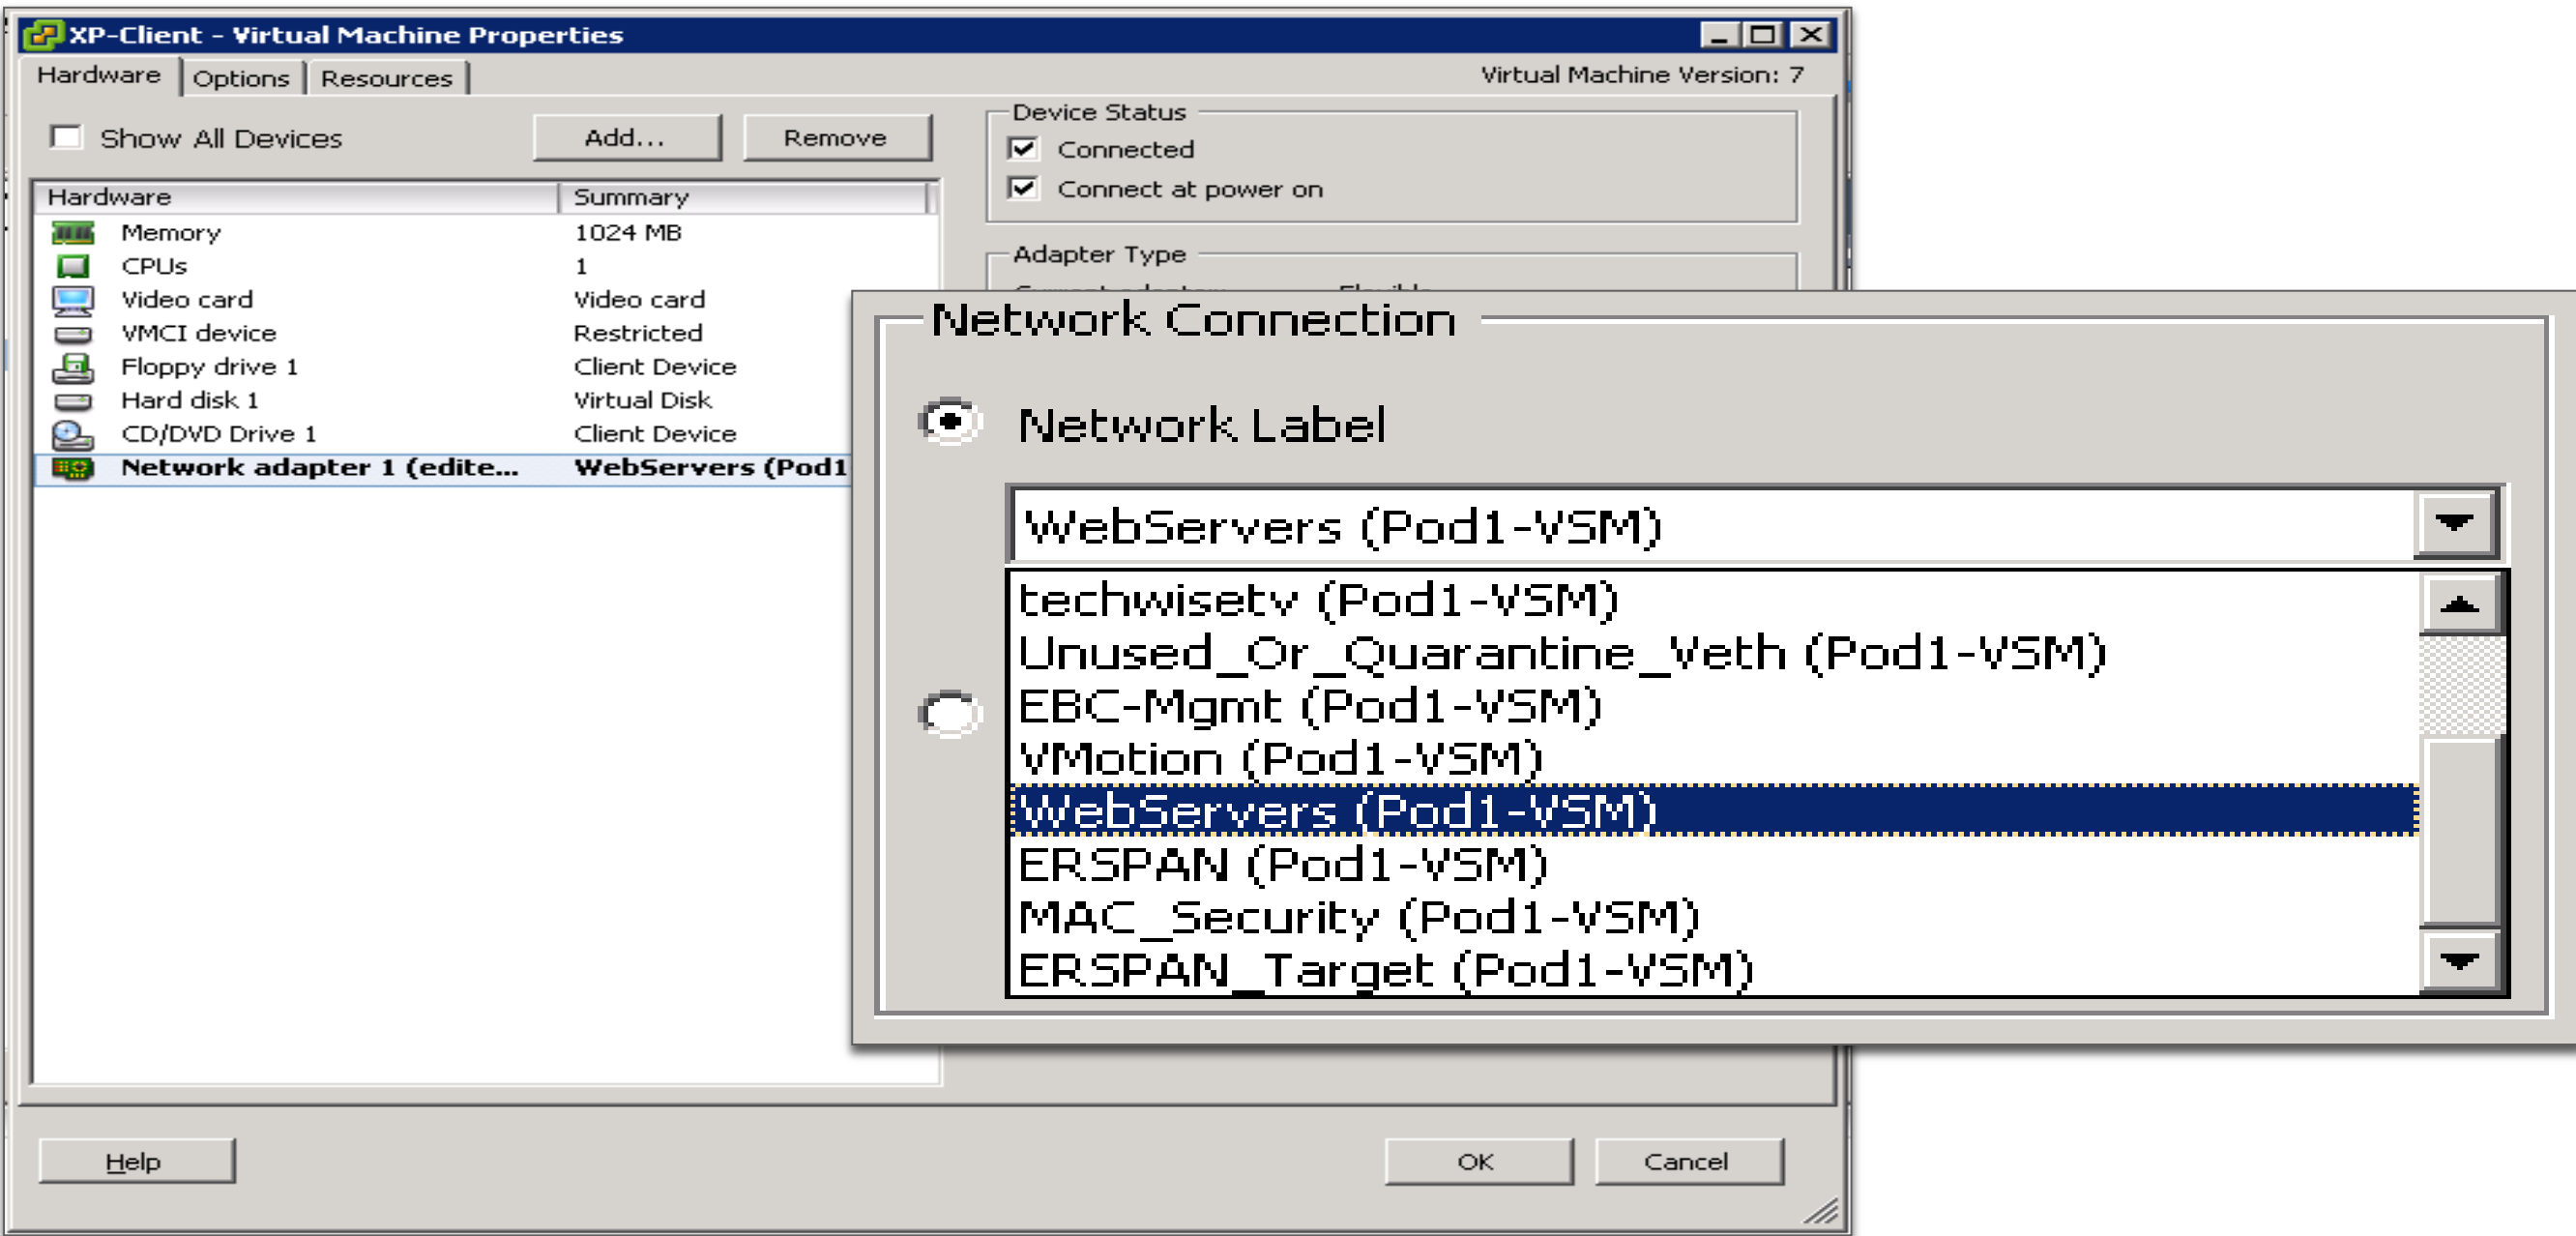 XP-Client - Virtual Machine Properties
Hardware Options Resources
Virtual Machine Version: 7
Show All Devices Add... Remove
Hardware Summary
Memory 1024 MB
CPUs 1
Video card Video card
VMCI device Restricted
Floppy drive 1 Client Device
Hard disk 1 Virtual Disk
CD/DVD Drive 1 Client Device
Network adapter 1 (edite... WebServers (Pod1
Device Status
Connected
Connect at power on
Adapter Type
Network Connection
Network Label
WebServers (Pod1-VSM)
techwisetv (Pod1-VSM)
Unused_Or_Quarantine_Veth (Pod1-VSM)
EBC-Mgmt (Pod1-VSM)
VMotion (Pod1-VSM)
WebServers (Pod1-VSM)
ERSPAN (Pod1-VSM)
MAC_Security (Pod1-VSM)
ERSPAN_Target (Pod1-VSM)
Help
OK Cancel